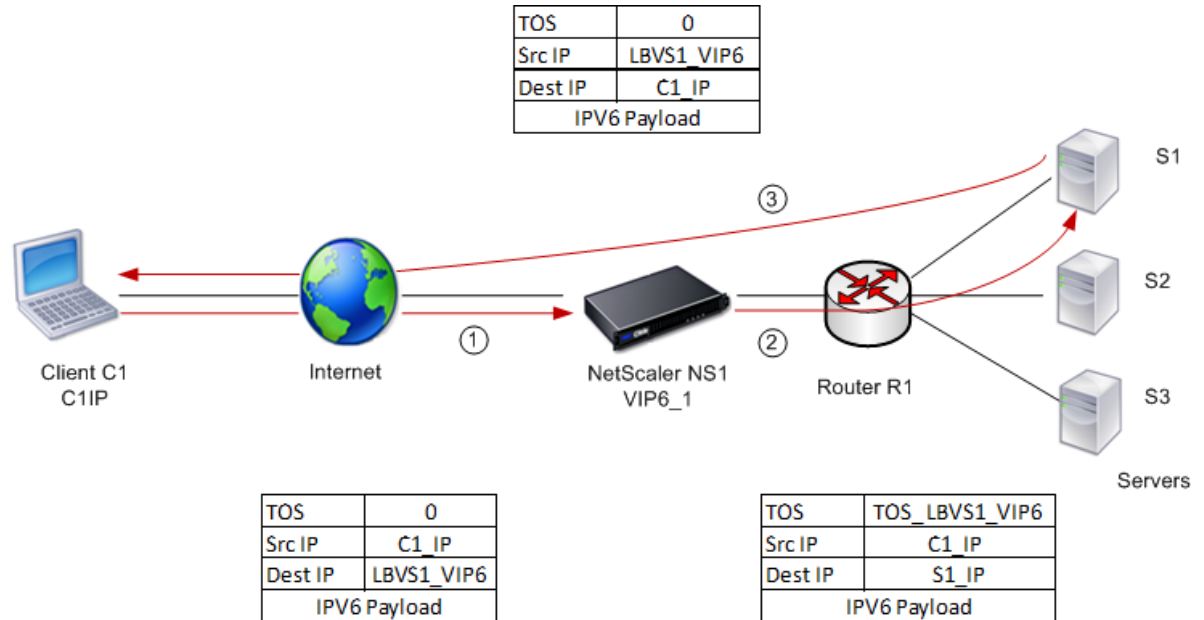 TOS 0
Src IP LBVS1_VIP6
Dest IP C1_IP
IPV6 Payload
S1
③
S2
①
②
Client C1
C1IP
Internet
NetScaler NS1
VIP6_1
Router R1
S3
Servers
TOS 0
Src IP C1_IP
Dest IP LBVS1_VIP6
IPV6 Payload
TOS TOS_LBVS1_VIP6
Src IP C1_IP
Dest IP S1_IP
IPV6 Payload